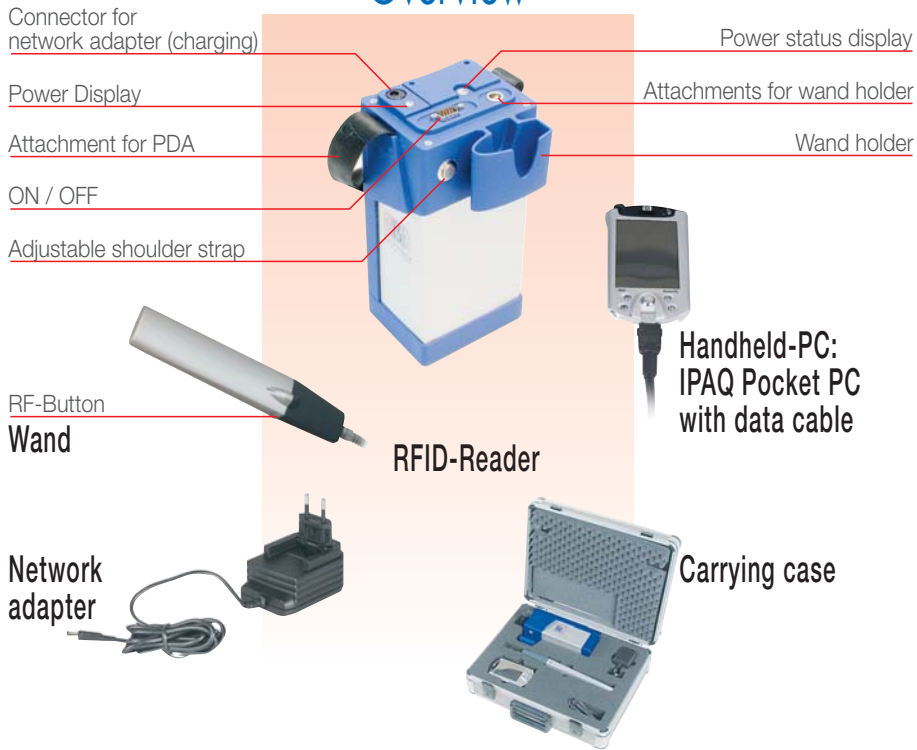 Overview
Connector for
network adapter (charging)
Power Display
Attachment for PDA
ON / OFF
Adjustable shoulder strap
Power status display
Attachments for wand holder
Wand holder
Handheld-PC:
IPAQ Pocket PC
with data cable
RF-Button
Wand
RFID-Reader
Network
adapter
Carrying case